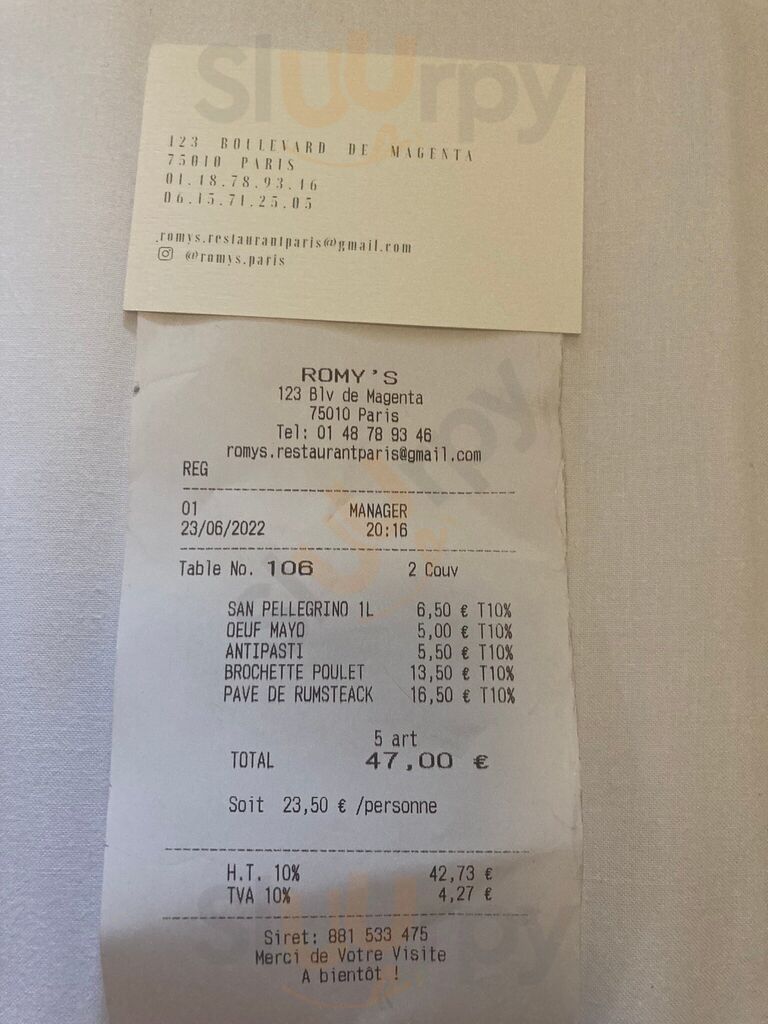 Sluurpy
123 BOULEVARD DE MAGENTA
75010 PARIS
01.48.78.93.46
06.15.71.25.05
romys.restaurantparis@gmail.com
@romys.paris
ROMY'S
123 Blv de Magenta
75010 Paris
Tel: 01 48 78 93 46
romys.restaurantparis@gmail.com
REG
01 MANAGER
23/06/2022 20:16
Table No. 106 2 Couv
SAN PELLEGRINO 1L 6,50 € T10%
OEUF MAYO 5,00 € T10%
ANTIPASTI 5,50 € T10%
BROCHETTE POULET 13,50 € T10%
PAVE DE RUMSTEACK 16,50 € T10%
5 art
TOTAL 47,00 €
Soit 23,50 € /personne
H.T. 10% 42,73 €
TVA 10% 4,27 €
Siret: 881 533 475
Merci de Votre Visite
A bientôt !